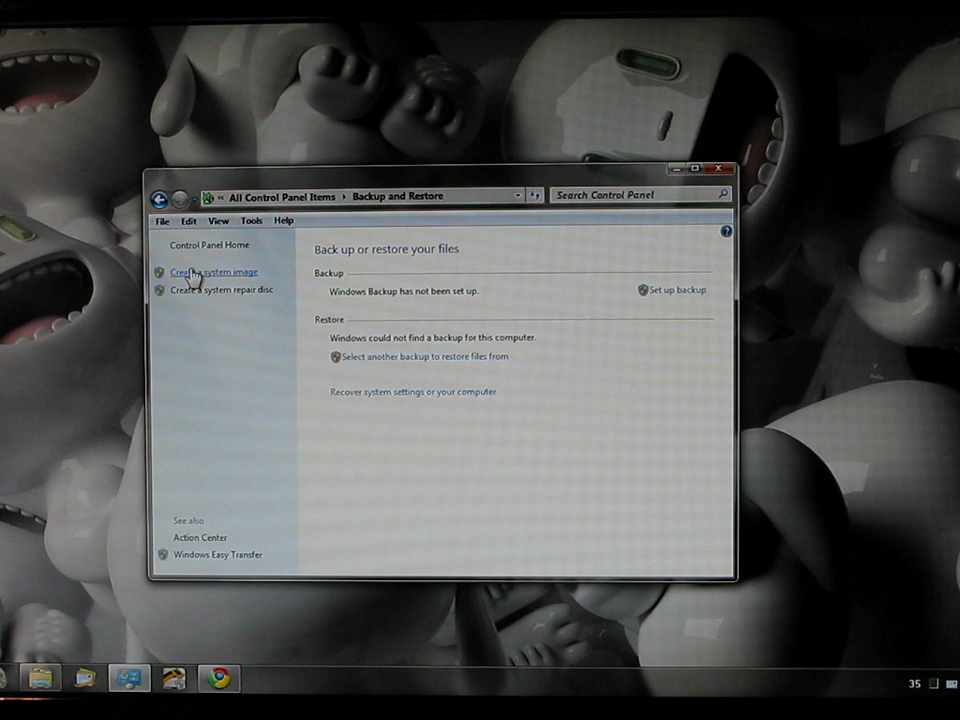 « All Control Panel Items › Backup and Restore
Search Control Panel
File Edit View Tools Help
Control Panel Home
Create a system image
Create a system repair disc
Back up or restore your files
Backup
Windows Backup has not been set up.
Set up backup
Restore
Windows could not find a backup for this computer.
Select another backup to restore files from
Recover system settings or your computer
See also
Action Center
Windows Easy Transfer
35